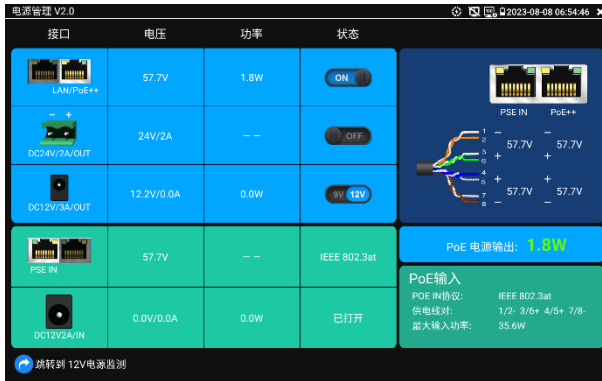 电源管理 V2.0
2023-08-08 06:54:46
接口 电压 功率 状态
LAN/PoE++ 57.7V 1.8W ON
- +
DC24V/2A/OUT 24V/2A -- OFF
DC12V/3A/OUT 12.2V/0.0A 0.0W 9V 12V
PSE IN 57.7V -- IEEE 802.3at
DC12V2A/IN 0.0V/0.0A 0.0W 已打开
跳转到 12V电源监测
PSE IN PoE++
1 - -
2 57.7V 57.7V
3 + +
6
4 + +
5
7 57.7V 57.7V
8 - -
PoE 电源输出: 1.8W
PoE输入
POE IN协议: IEEE 802.3at
供电线对: 1/2- 3/6+ 4/5+ 7/8-
最大输入功率: 35.6W